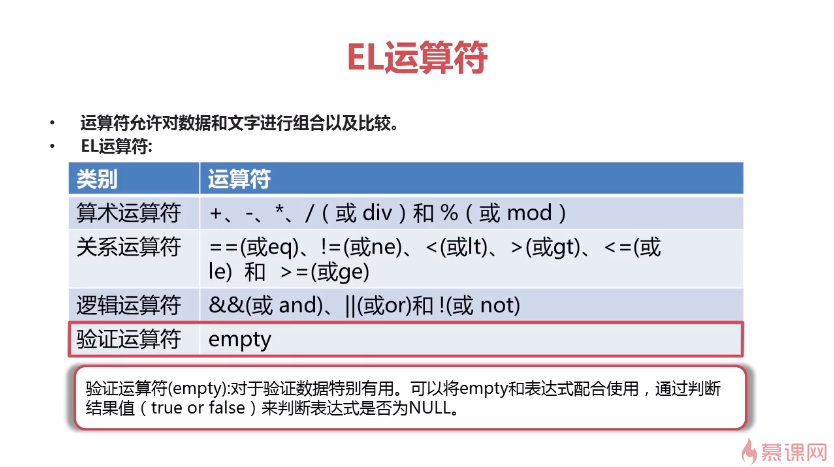 EL运算符
• 运算符允许对数据和文字进行组合以及比较。
• EL运算符:
类别 运算符
算术运算符 +、-、*、/（或 div）和 %（或 mod）
关系运算符 ==(或eq)、!=(或ne)、<(或lt)、>(或gt)、<=(或
le) 和 >=(或ge)
逻辑运算符 &&(或 and)、||(或or)和 !(或 not)
验证运算符 empty
验证运算符(empty):对于验证数据特别有用。可以将empty和表达式配合使用，通过判断
结果值（true or false）来判断表达式是否为NULL。
慕课网